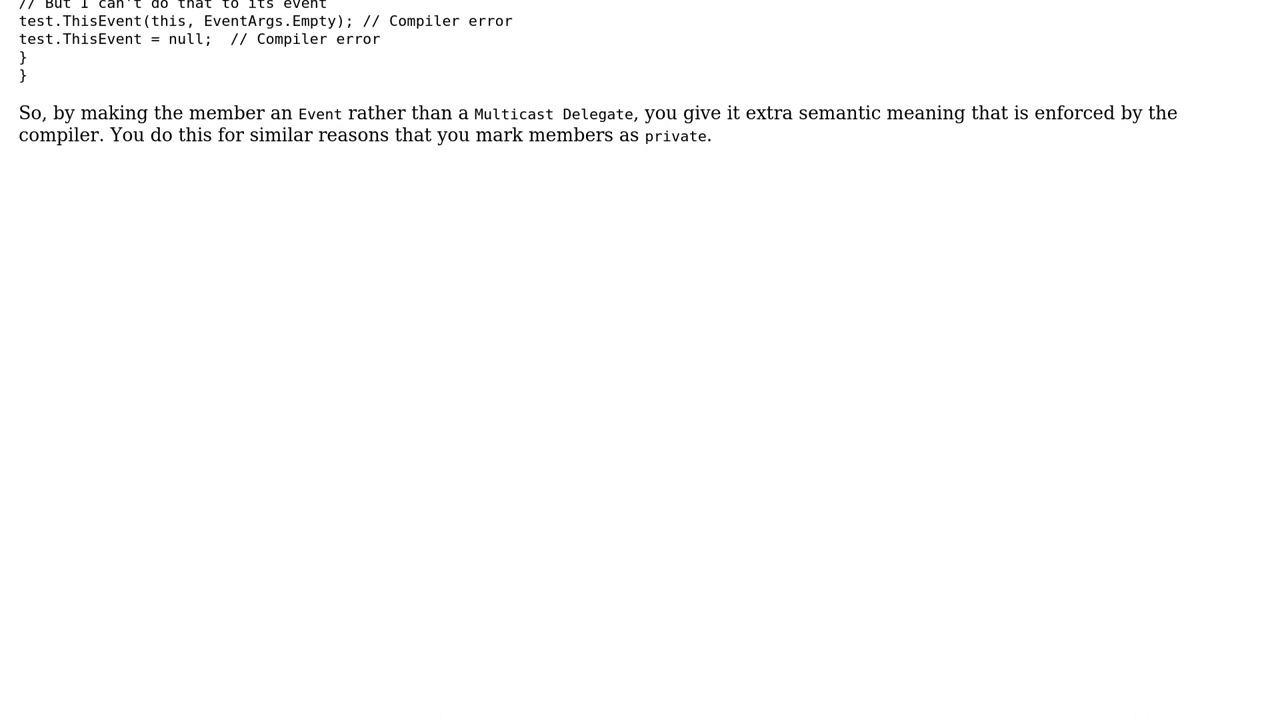 // But I can't do that to its event
test.ThisEvent(this, EventArgs.Empty); // Compiler error
test.ThisEvent = null;  // Compiler error
}
}
So, by making the member an Event rather than a Multicast Delegate, you give it extra semantic meaning that is enforced by the
compiler. You do this for similar reasons that you mark members as private.